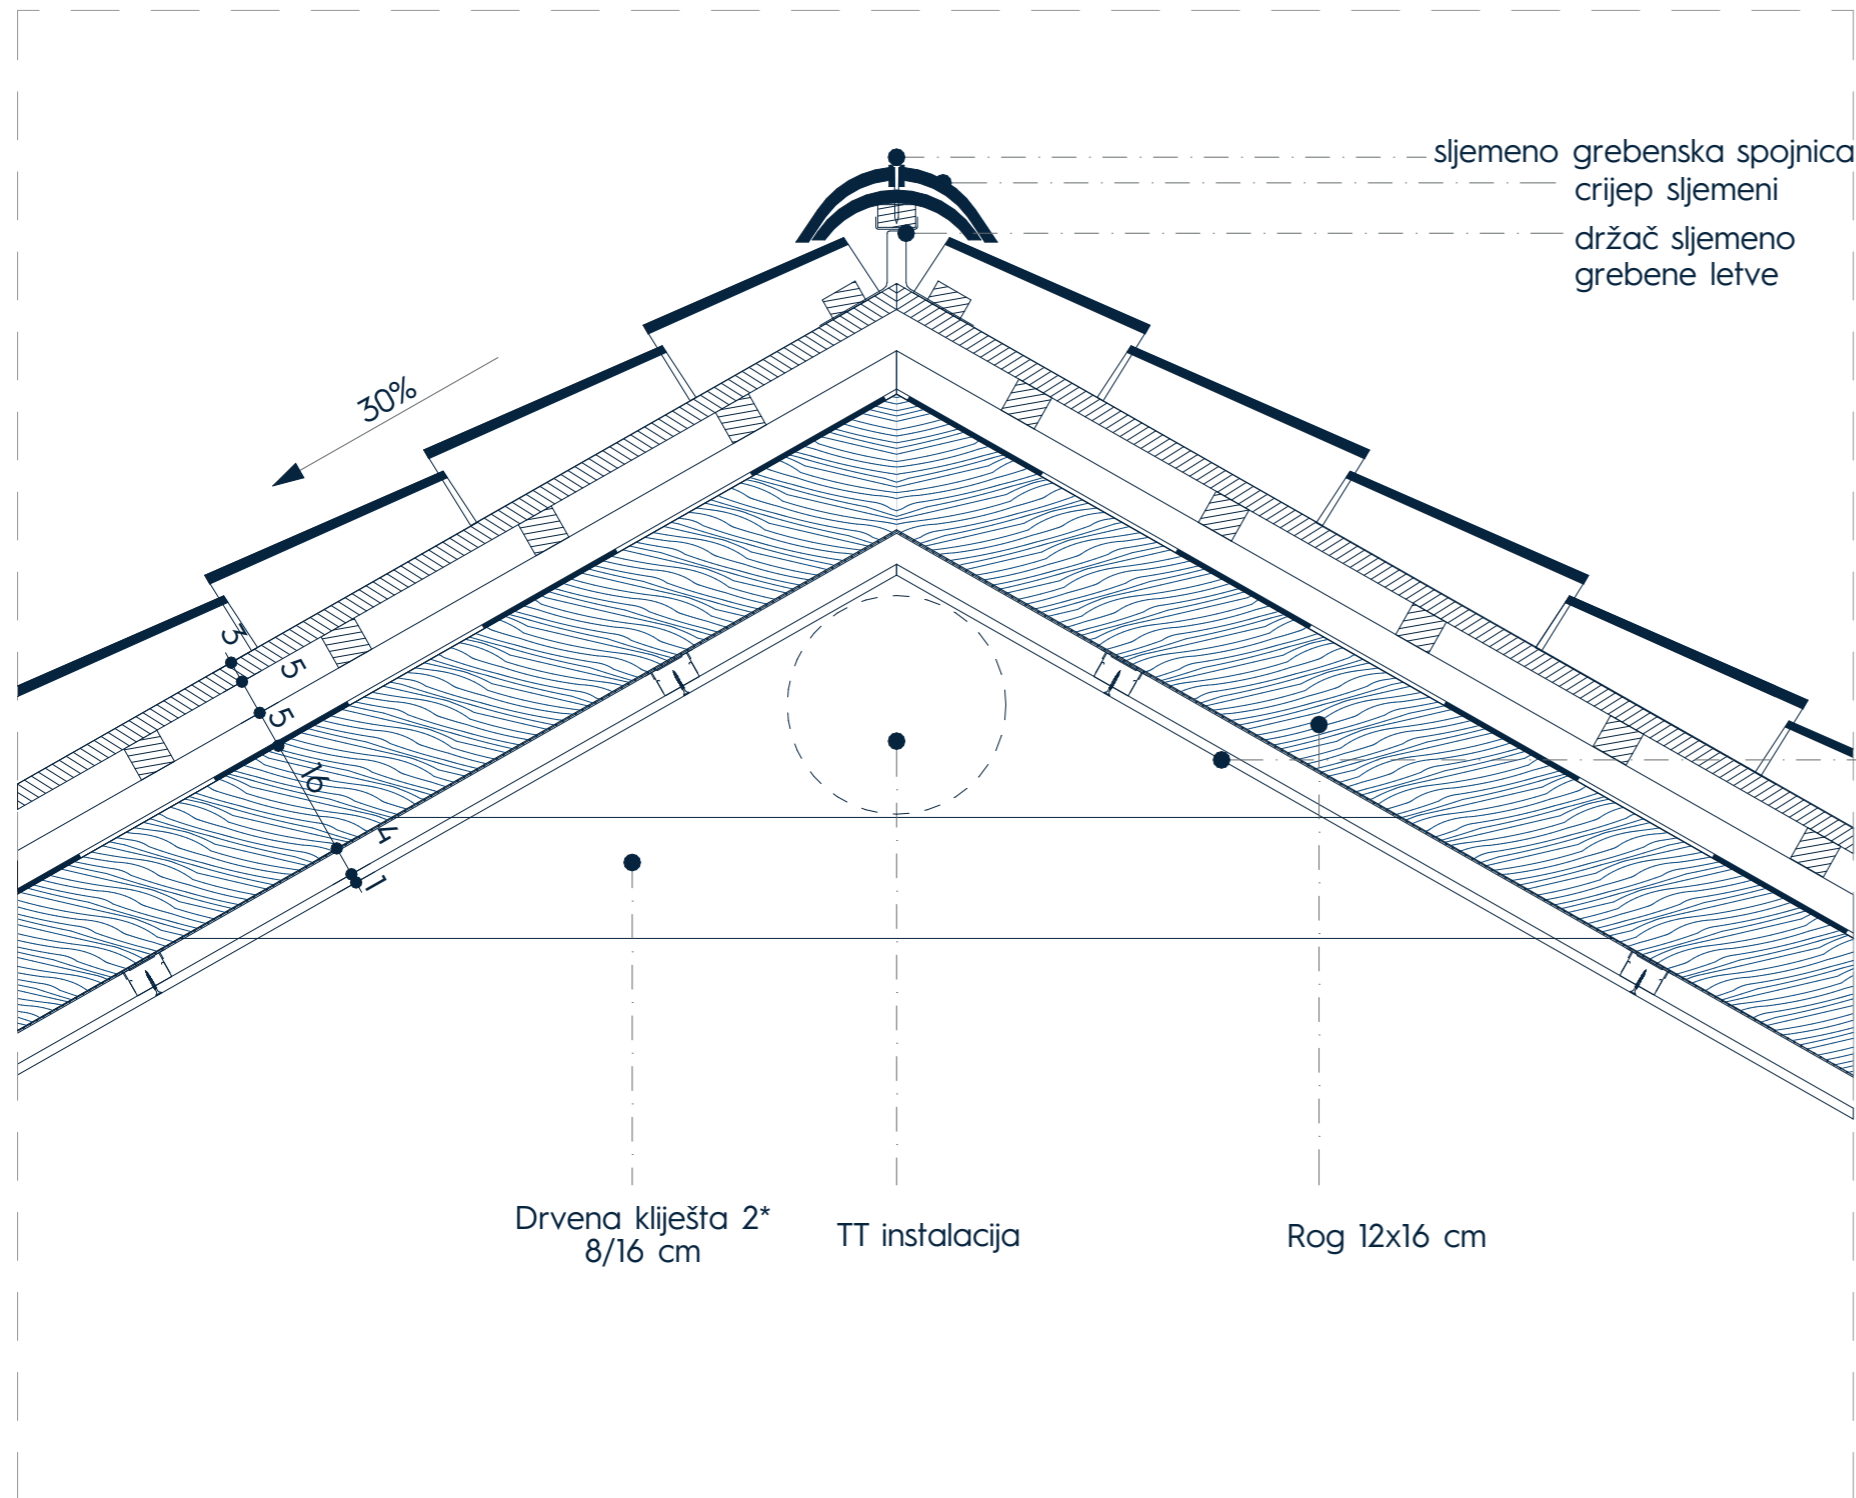 sljemeno grebenska spojnica
crijep sljemeni
držač sljemeno
grebene letve
30%
3
5
5
16
4
1
Drvena kliješta 2*
8/16 cm
TT instalacija
Rog 12x16 cm